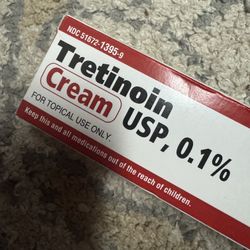 NDC 51672-1395-9
Tretinoin
Cream USP, 0.1%
FOR TOPICAL USE ONLY.
Keep this and all medications out of the reach of children.